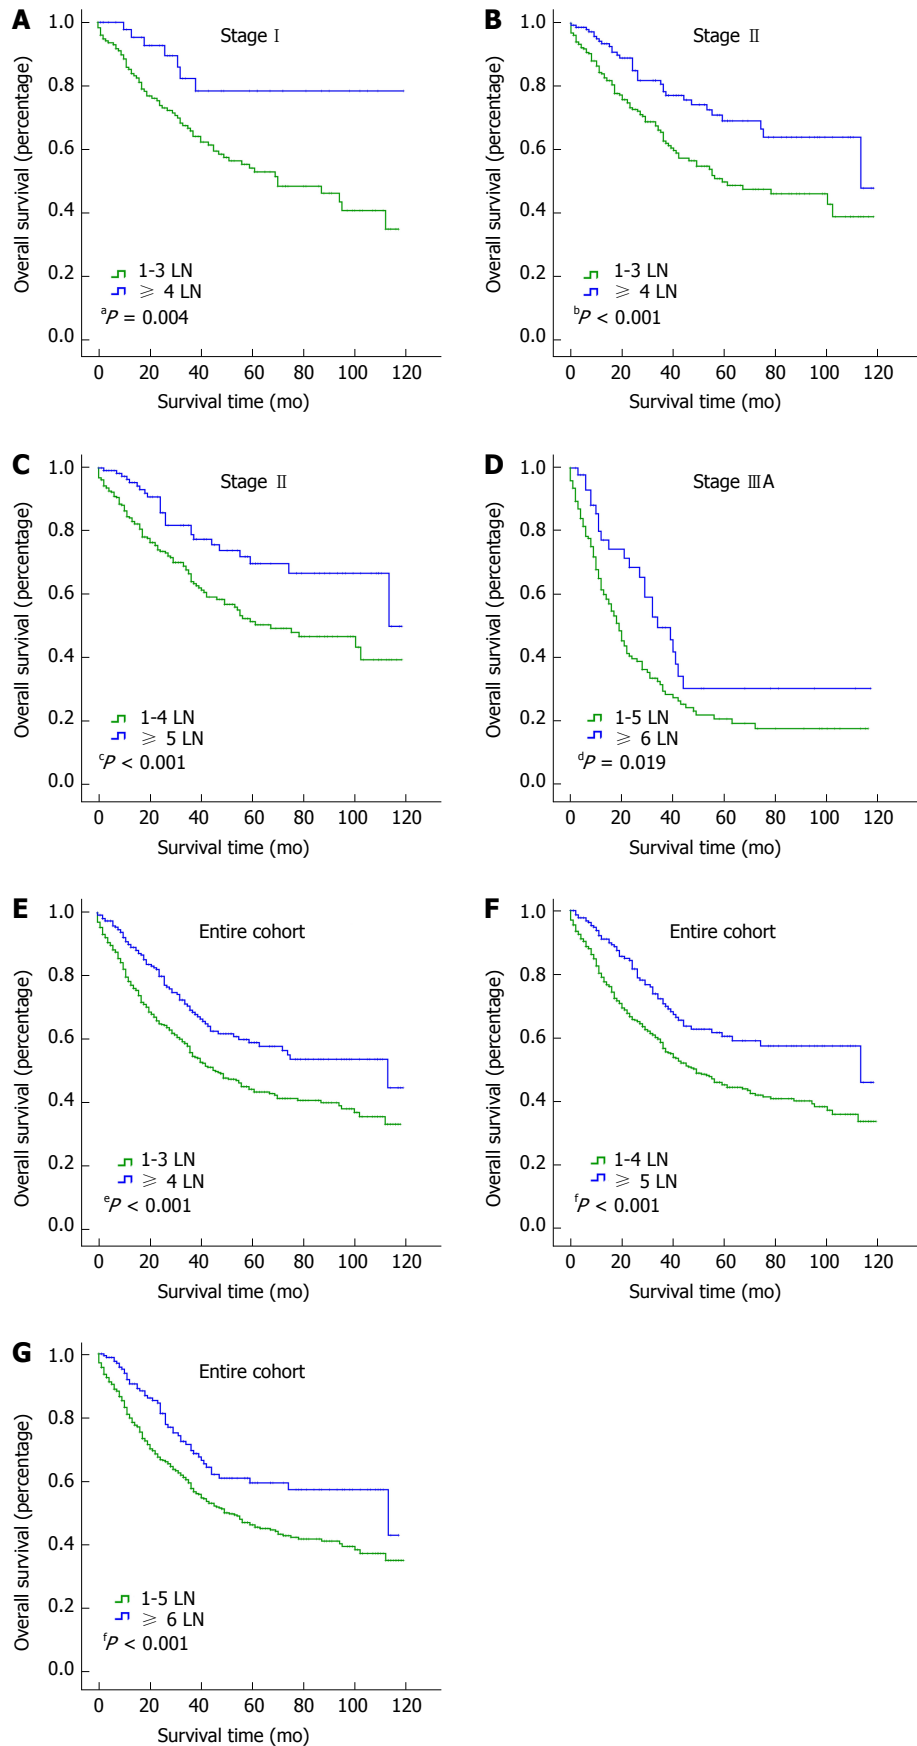 A
Stage Ⅰ
Overall survival (percentage)
1.0
0.8
0.6
0.4
0.2
0.0
1-3 LN
≥ 4 LN
aP = 0.004
0 20 40 60 80 100 120
Survival time (mo)
B
Stage Ⅱ
Overall survival (percentage)
1.0
0.8
0.6
0.4
0.2
0.0
1-3 LN
≥ 4 LN
bP < 0.001
0 20 40 60 80 100 120
Survival time (mo)
C
Stage Ⅱ
Overall survival (percentage)
1.0
0.8
0.6
0.4
0.2
0.0
1-4 LN
≥ 5 LN
cP < 0.001
0 20 40 60 80 100 120
Survival time (mo)
D
Stage ⅢA
Overall survival (percentage)
1.0
0.8
0.6
0.4
0.2
0.0
1-5 LN
≥ 6 LN
dP = 0.019
0 20 40 60 80 100 120
Survival time (mo)
E
Entire cohort
Overall survival (percentage)
1.0
0.8
0.6
0.4
0.2
0.0
1-3 LN
≥ 4 LN
eP < 0.001
0 20 40 60 80 100 120
Survival time (mo)
F
Entire cohort
Overall survival (percentage)
1.0
0.8
0.6
0.4
0.2
0.0
1-4 LN
≥ 5 LN
fP < 0.001
0 20 40 60 80 100 120
Survival time (mo)
G
Entire cohort
Overall survival (percentage)
1.0
0.8
0.6
0.4
0.2
0.0
1-5 LN
≥ 6 LN
fP < 0.001
0 20 40 60 80 100 120
Survival time (mo)